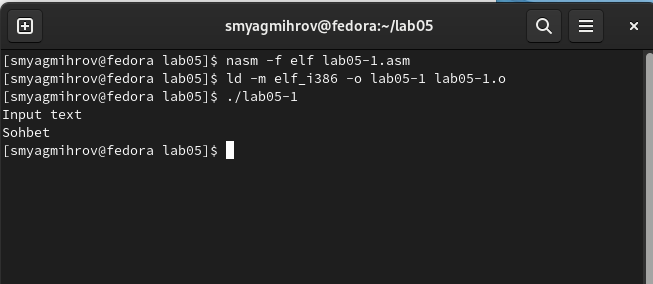 smyagmihrov@fedora:~/lab05
[smyagmihrov@fedora lab05]$ nasm -f elf lab05-1.asm
[smyagmihrov@fedora lab05]$ ld -m elf_i386 -o lab05-1 lab05-1.o
[smyagmihrov@fedora lab05]$ ./lab05-1
Input text
Sohbet
[smyagmihrov@fedora lab05]$